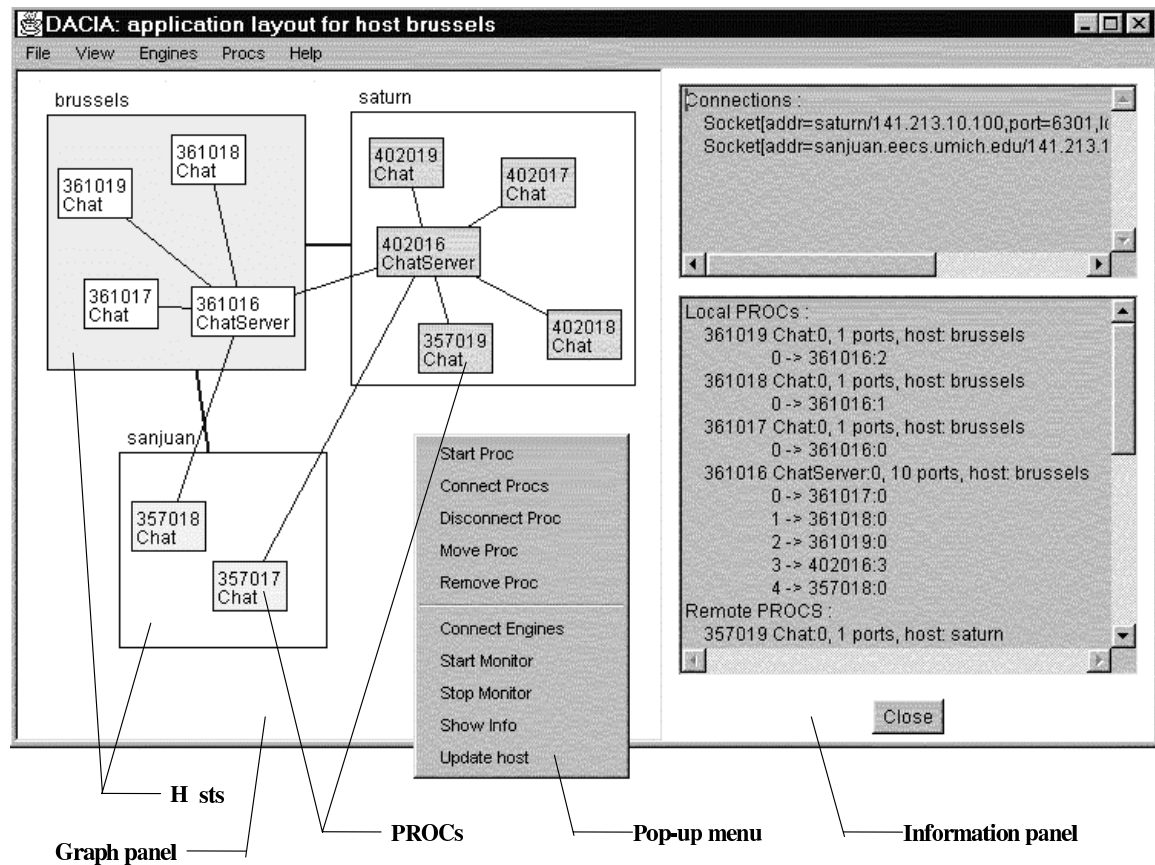 DACIA: application layout for host brussels
File View Engines Procs Help
brussels
361018
Chat
361019
Chat
361017
Chat
361016
ChatServer
saturn
402019
Chat
402017
Chat
402016
ChatServer
357019
Chat
402018
Chat
sanjuan
357018
Chat
357017
Chat
Start Proc
Connect Procs
Disconnect Proc
Move Proc
Remove Proc
Connect Engines
Start Monitor
Stop Monitor
Show Info
Update host
Connections :
Socket[addr=saturn/141.213.10.100,port=6301,lo
Socket[addr=sanjuan.eecs.umich.edu/141.213.1
Local PROCs :
361019 Chat:0, 1 ports, host: brussels
0 -> 361016:2
361018 Chat:0, 1 ports, host: brussels
0 -> 361016:1
361017 Chat:0, 1 ports, host: brussels
0 -> 361016:0
361016 ChatServer:0, 10 ports, host: brussels
0 -> 361017:0
1 -> 361018:0
2 -> 361019:0
3 -> 402016:3
4 -> 357018:0
Remote PROCS :
357019 Chat:0, 1 ports, host: saturn
Close
H sts
Graph panel
PROCs
Pop-up menu
Information panel